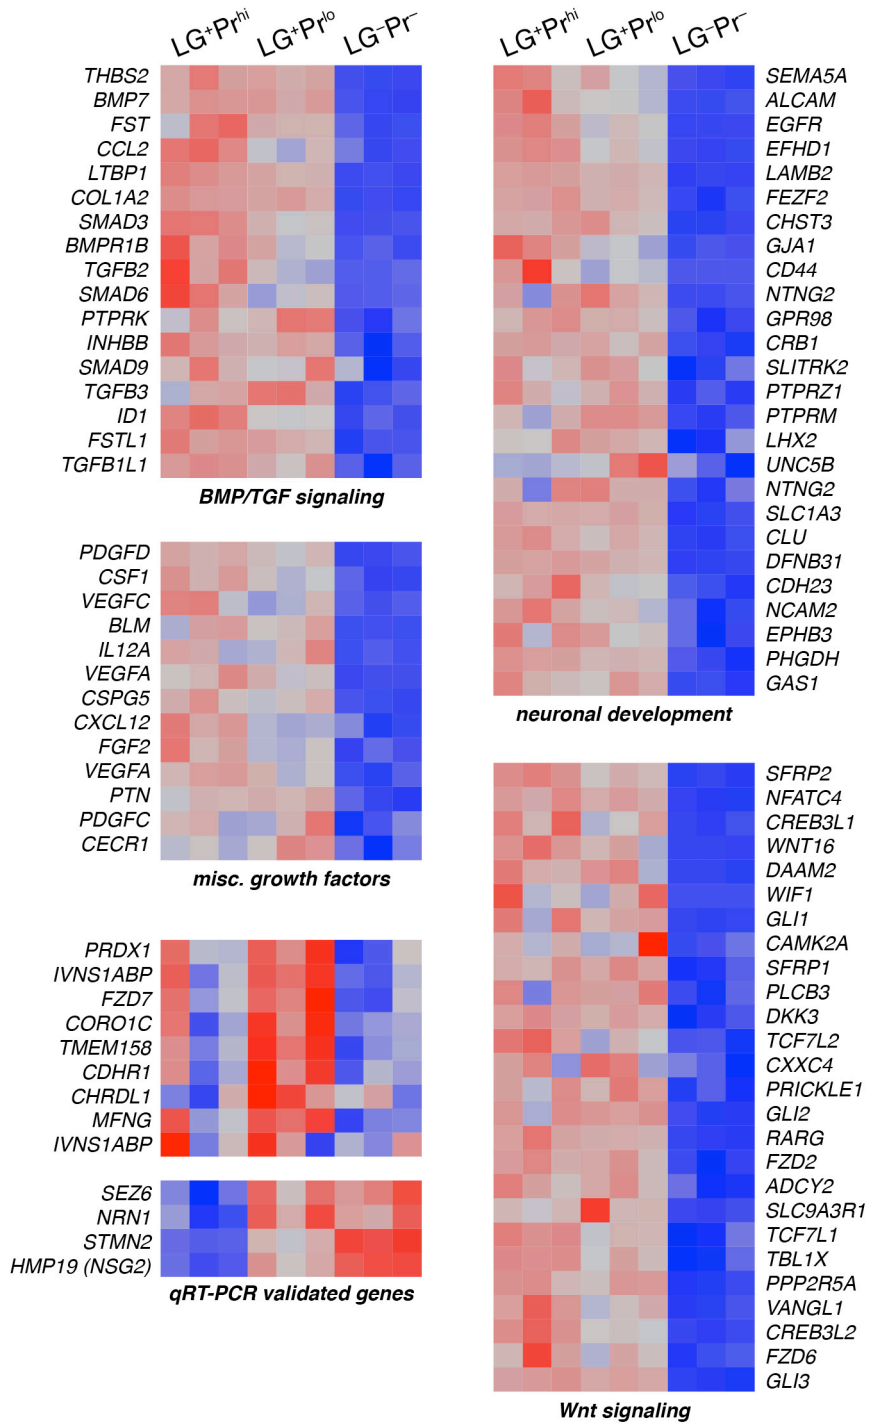 LG⁺Prʰⁱ LG⁺Prˡᵒ LG⁻Pr⁻
THBS2
BMP7
FST
CCL2
LTBP1
COL1A2
SMAD3
BMPR1B
TGFB2
SMAD6
PTPRK
INHBB
SMAD9
TGFB3
ID1
FSTL1
TGFB1L1
BMP/TGF signaling
PDGFD
CSF1
VEGFC
BLM
IL12A
VEGFA
CSPG5
CXCL12
FGF2
VEGFA
PTN
PDGFC
CECR1
misc. growth factors
PRDX1
IVNS1ABP
FZD7
CORO1C
TMEM158
CDHR1
CHRDL1
MFNG
IVNS1ABP
SEZ6
NRN1
STMN2
HMP19 (NSG2)
qRT-PCR validated genes
LG⁺Prʰⁱ LG⁺Prˡᵒ LG⁻Pr⁻
SEMA5A
ALCAM
EGFR
EFHD1
LAMB2
FEZF2
CHST3
GJA1
CD44
NTNG2
GPR98
CRB1
SLITRK2
PTPRZ1
PTPRM
LHX2
UNC5B
NTNG2
SLC1A3
CLU
DFNB31
CDH23
NCAM2
EPHB3
PHGDH
GAS1
neuronal development
SFRP2
NFATC4
CREB3L1
WNT16
DAAM2
WIF1
GLI1
CAMK2A
SFRP1
PLCB3
DKK3
TCF7L2
CXXC4
PRICKLE1
GLI2
RARG
FZD2
ADCY2
SLC9A3R1
TCF7L1
TBL1X
PPP2R5A
VANGL1
CREB3L2
FZD6
GLI3
Wnt signaling